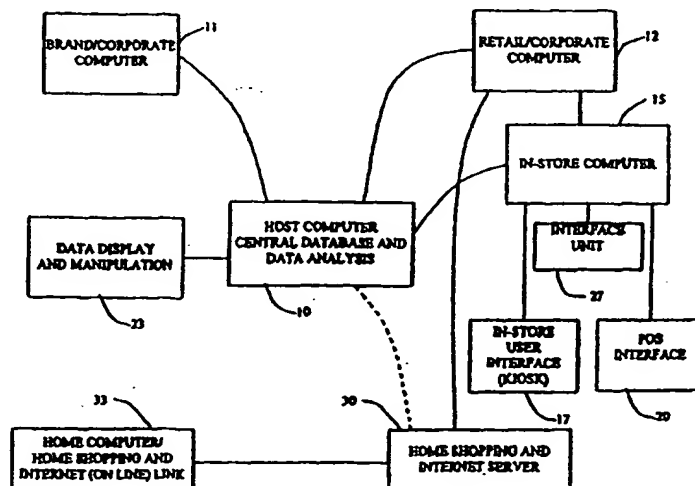 11
BRAND/CORPORATE
COMPUTER
RETAIL/CORPORATE
COMPUTER
12
15
IN-STORE COMPUTER
HOST COMPUTER
CENTRAL DATABASE AND
DATA ANALYSIS
10
DATA DISPLAY
AND MANIPULATION
23
INTERFACE
UNIT
27
IN-STORE
USER
INTERFACE
(KIOSK)
17
POS
INTERFACE
20
33
HOME COMPUTER/
HOME SHOPPING AND
INTERNET (ON LINE) LINK
30
HOME SHOPPING AND
INTERNET SERVER